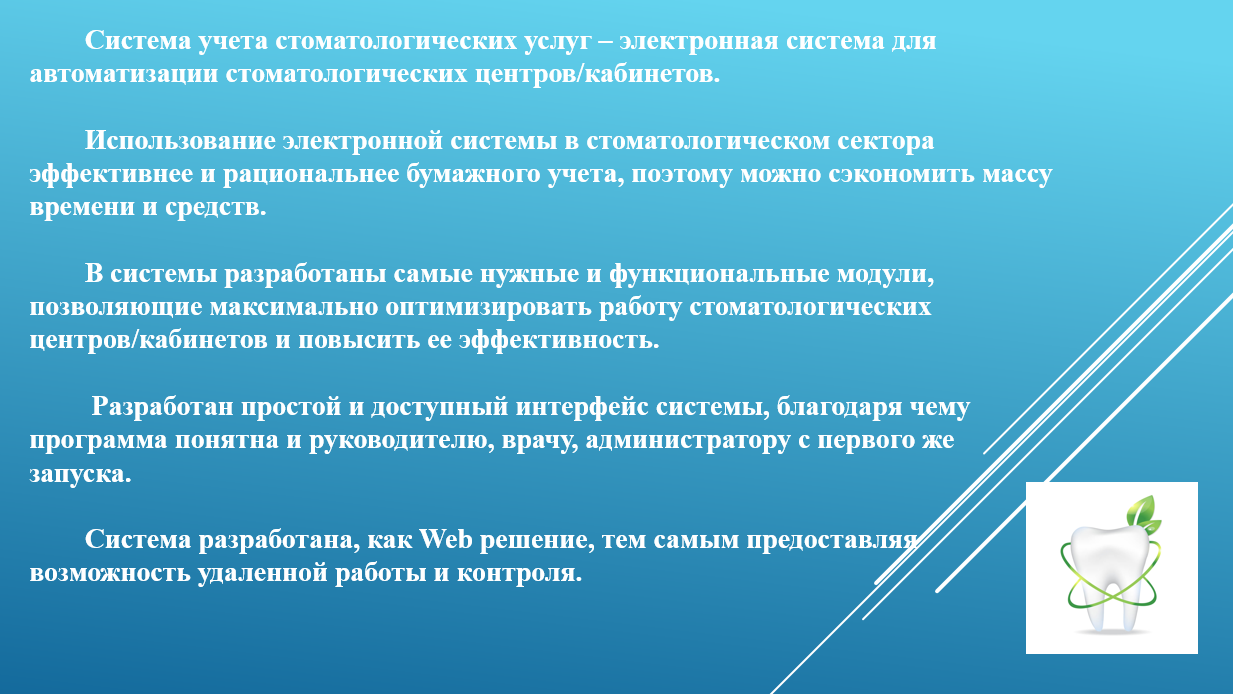 Система учета стоматологических услуг – электронная система для
автоматизации стоматологических центров/кабинетов.
Использование электронной системы в стоматологическом сектора
эффективнее и рациональнее бумажного учета, поэтому можно сэкономить массу
времени и средств.
В системы разработаны самые нужные и функциональные модули,
позволяющие максимально оптимизировать работу стоматологических
центров/кабинетов и повысить ее эффективность.
Разработан простой и доступный интерфейс системы, благодаря чему
программа понятна и руководителю, врачу, администратору с первого же
запуска.
Система разработана, как Web решение, тем самым предоставляя
возможность удаленной работы и контроля.